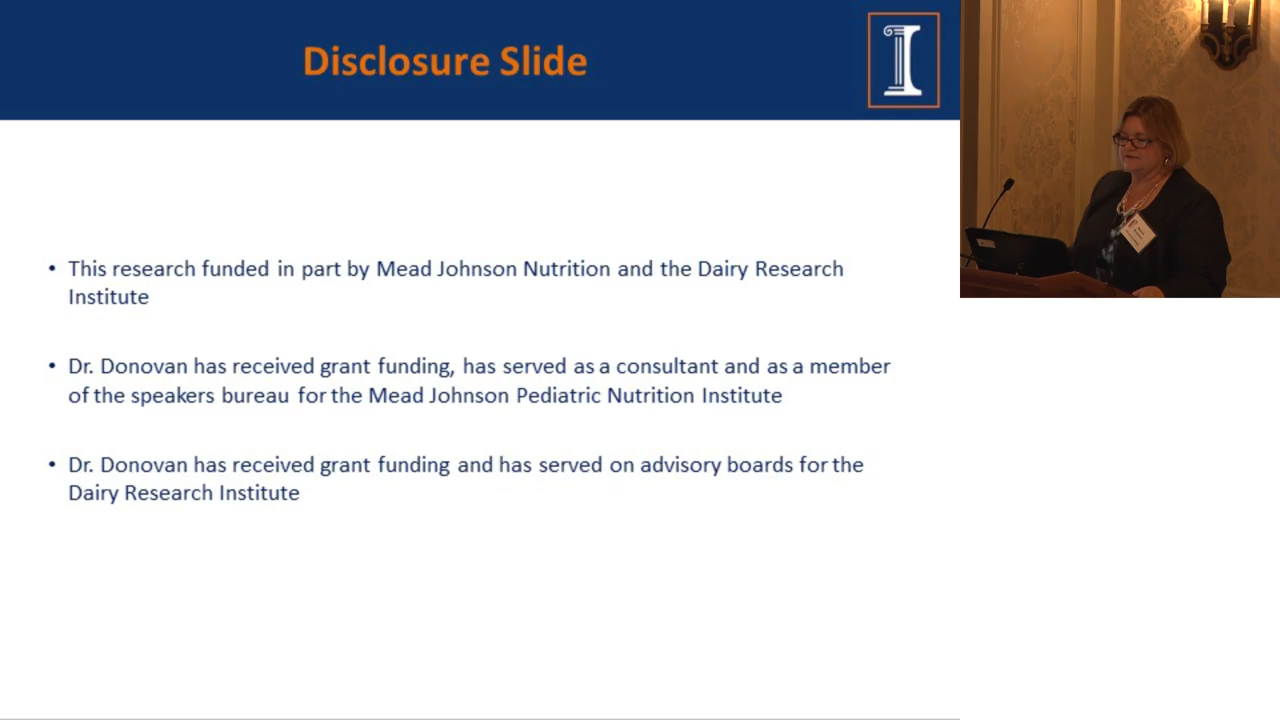 Disclosure Slide
• This research funded in part by Mead Johnson Nutrition and the Dairy Research
Institute
• Dr. Donovan has received grant funding, has served as a consultant and as a member
of the speakers bureau for the Mead Johnson Pediatric Nutrition Institute
• Dr. Donovan has received grant funding and has served on advisory boards for the
Dairy Research Institute